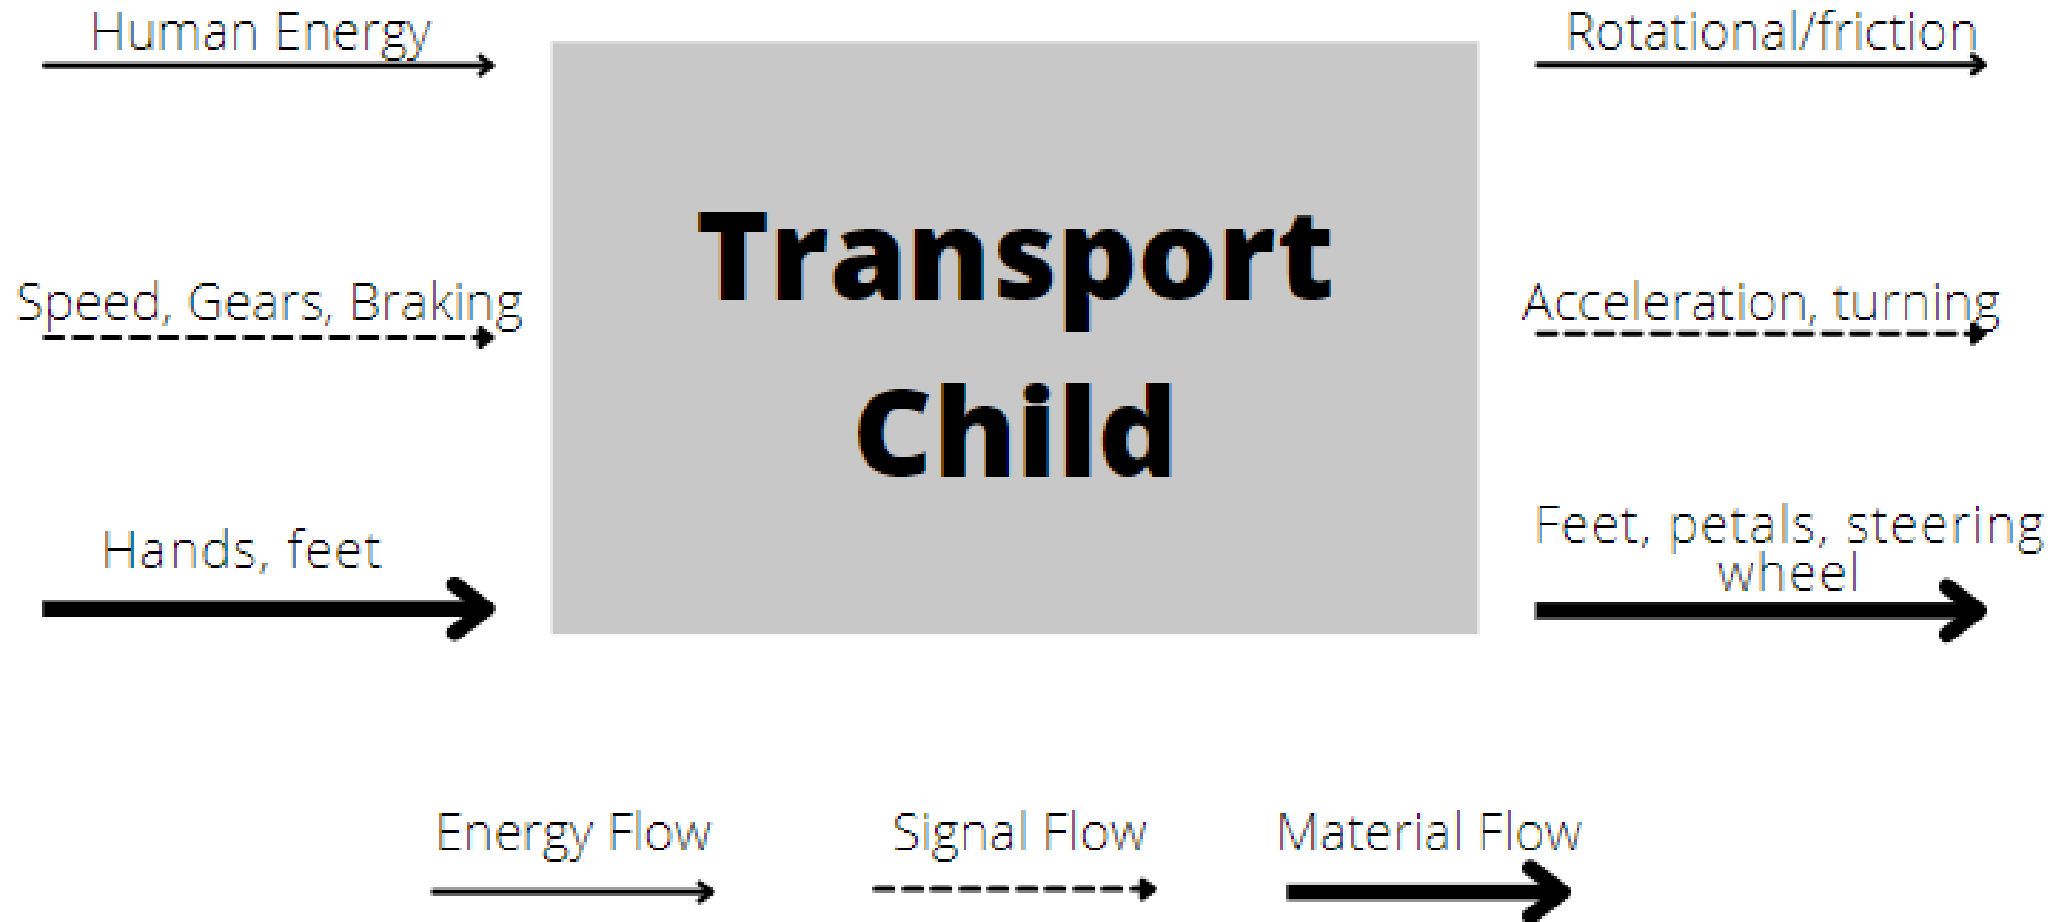 Human Energy
Rotational/friction
Transport
Speed, Gears, Braking
Acceleration, turning
Child
Hands, feet
Feet, petals, steering
wheel
Energy Flow
Signal Flow
Material Flow